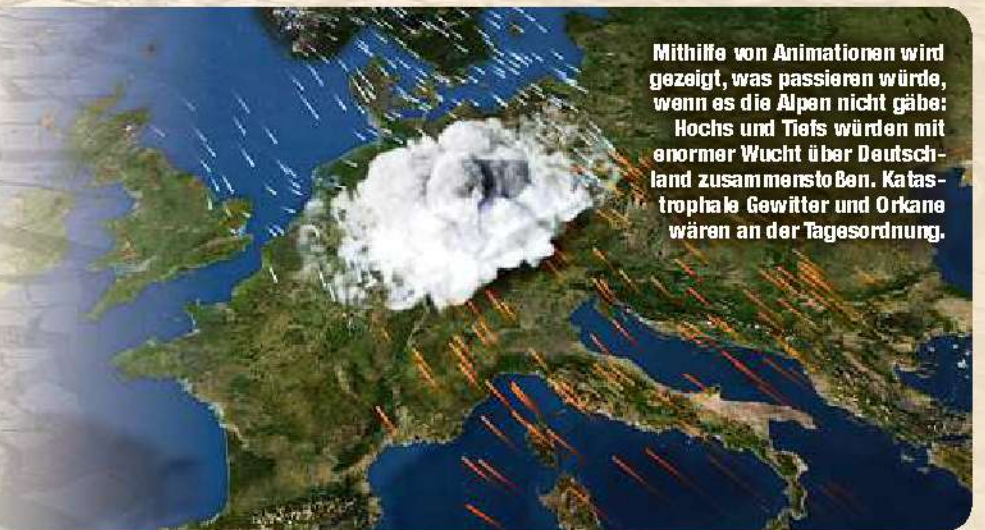 Mithilfe von Animationen wird
gezeigt, was passieren würde,
wenn es die Alpen nicht gäbe:
Hochs und Tiefs würden mit
enormer Wucht über Deutsch-
land zusammenstoßen. Katas-
trophale Gewitter und Orkane
wären an der Tagesordnung.